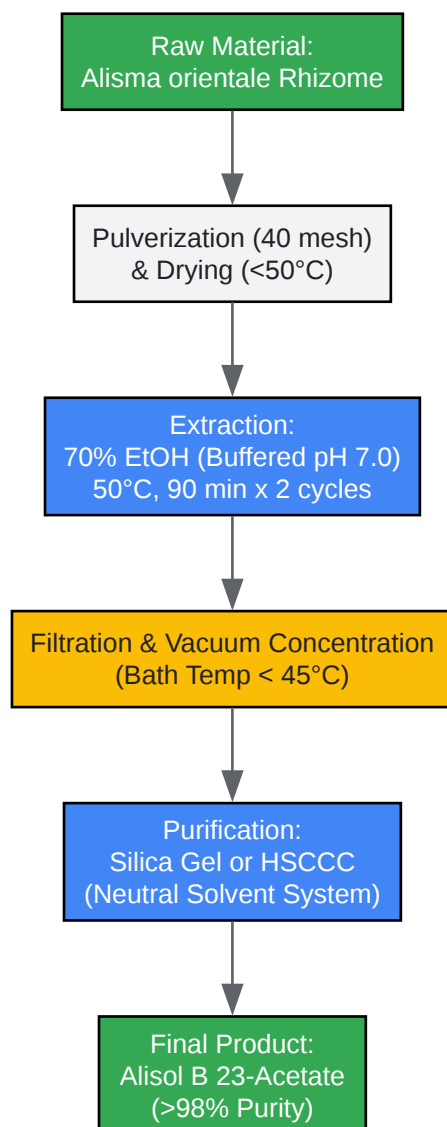 Raw Material:
Alisma orientale Rhizome
Pulverization (40 mesh)
& Drying (<50°C)
Extraction:
70% EtOH (Buffered pH 7.0)
50°C, 90 min x 2 cycles
Filtration & Vacuum Concentration
(Bath Temp < 45°C)
Purification:
Silica Gel or HSCCC
(Neutral Solvent System)
Final Product:
Alisol B 23-Acetate
(>98% Purity)